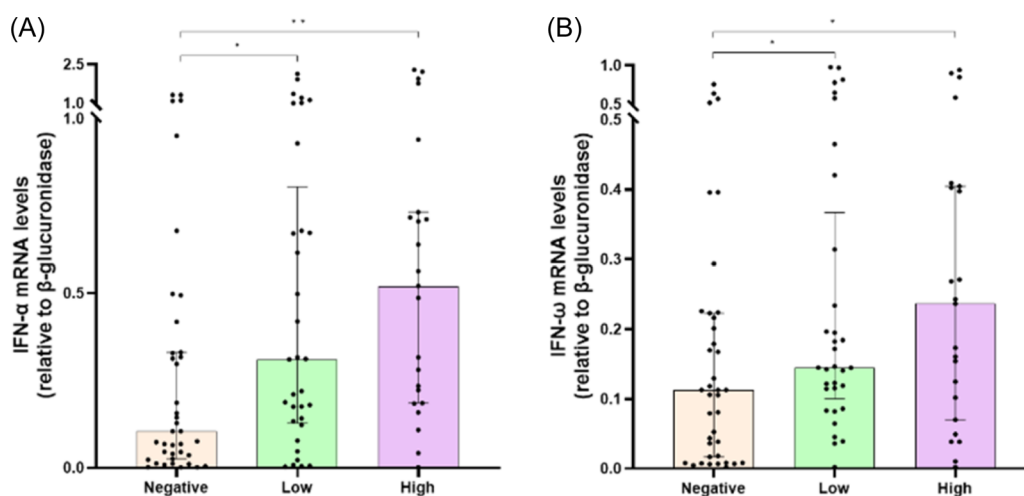 (A)
**
*
2.5
1.0
1.0
0.5
0.0
IFN-α mRNA levels
(relative to β-glucuronidase)
Negative Low High
(B)
*
*
1.0
0.5
0.5
0.4
0.3
0.2
0.1
0.0
IFN-ω mRNA levels
(relative to β-glucuronidase)
Negative Low High